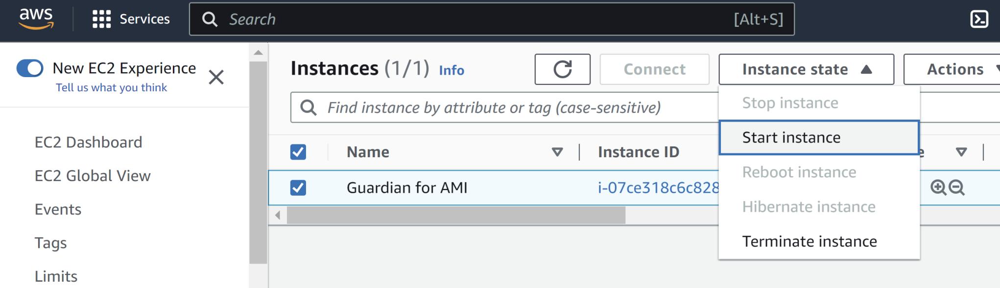 aws
Services
Search
[Alt+S]
New EC2 Experience
Tell us what you think
EC2 Dashboard
EC2 Global View
Events
Tags
Limits
Instances (1/1) Info
Connect
Instance state
Actions
Find instance by attribute or tag (case-sensitive)
Stop instance
Start instance
Reboot instance
Hibernate instance
Terminate instance
Name
Instance ID
e
Guardian for AMI
i-07ce318c6c828